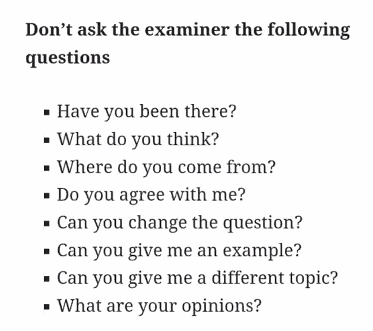 Don’t ask the examiner the following
questions
▪ Have you been there?
▪ What do you think?
▪ Where do you come from?
▪ Do you agree with me?
▪ Can you change the question?
▪ Can you give me an example?
▪ Can you give me a different topic?
▪ What are your opinions?